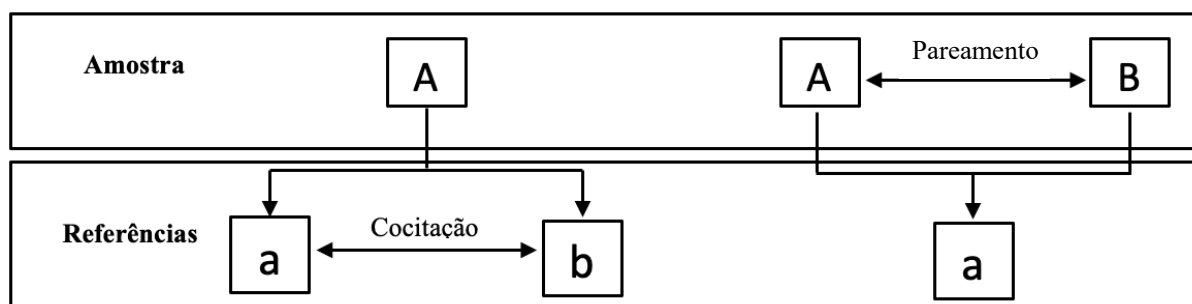 Amostra
A
A
Pareamento
B
Referências
a
Cocitação
b
a